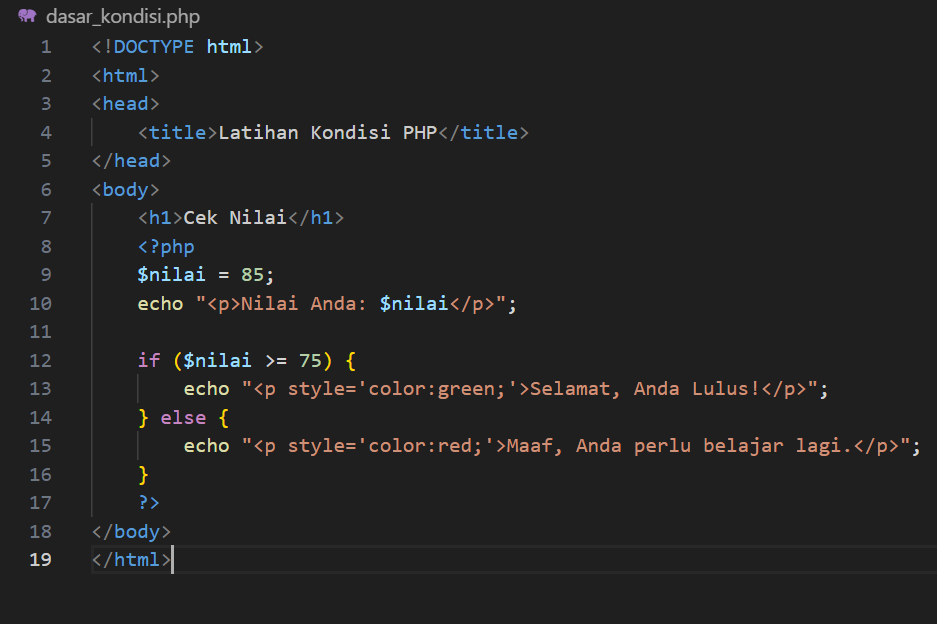 dasar_kondisi.php
1 <!DOCTYPE html>
2 <html>
3 <head>
4     <title>Latihan Kondisi PHP</title>
5 </head>
6 <body>
7     <h1>Cek Nilai</h1>
8     <?php
9     $nilai = 85;
10     echo "<p>Nilai Anda: $nilai</p>";
11
12     if ($nilai >= 75) {
13         echo "<p style='color:green;'>Selamat, Anda Lulus!</p>";
14     } else {
15         echo "<p style='color:red;'>Maaf, Anda perlu belajar lagi.</p>";
16     }
17     ?>
18 </body>
19 </html>